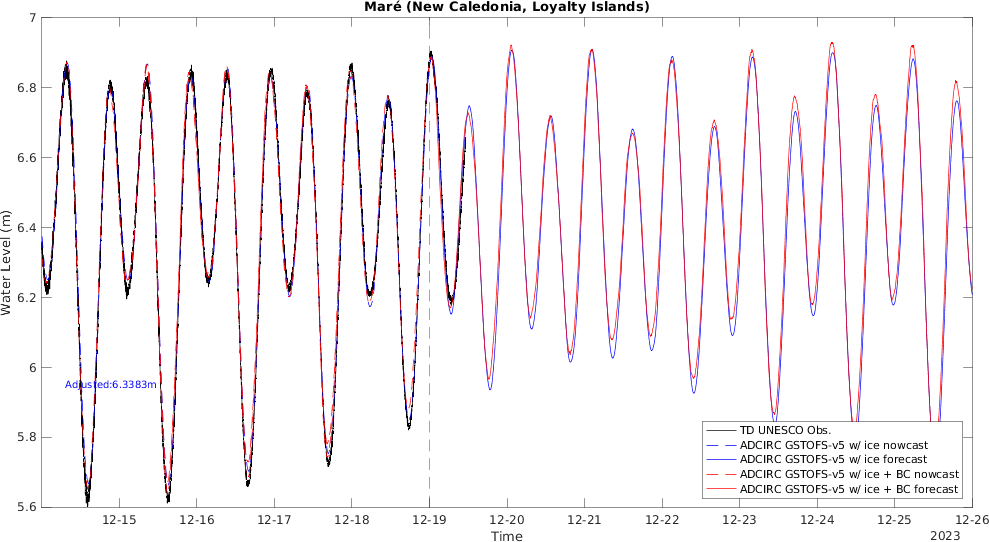 Maré (New Caledonia, Loyalty Islands)
7
6.8
6.6
6.4
6.2
6
5.8
5.6
Water Level (m)
Adjusted:6.3383m
TD UNESCO Obs.
ADCIRC GSTOFS-v5 w/ ice nowcast
ADCIRC GSTOFS-v5 w/ ice forecast
ADCIRC GSTOFS-v5 w/ ice + BC nowcast
ADCIRC GSTOFS-v5 w/ ice + BC forecast
12-15 12-16 12-17 12-18 12-19 12-20 12-21 12-22 12-23 12-24 12-25 12-26
Time
2023